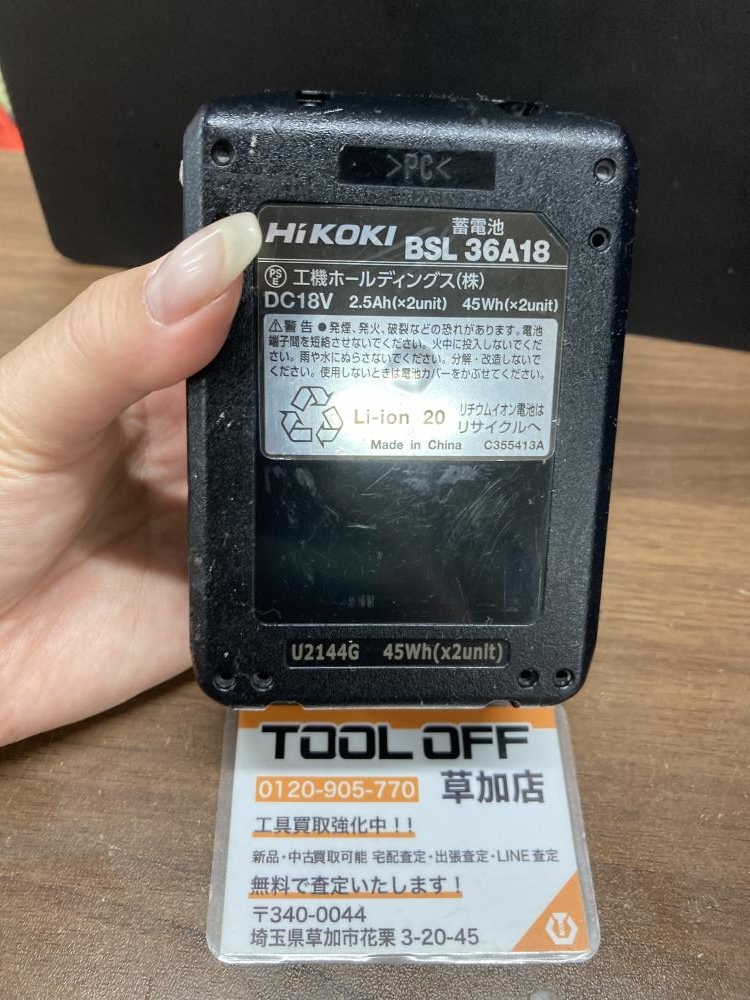 >PC<
HiKOKI
蓄電池
BSL 36A18
PSE 工機ホールディングス(株)
DC18V 2.5Ah(×2unit) 45Wh(×2unit)
⚠警告 ●発煙、発火、破裂などの恐れがあります。電池
端子間を短絡させないでください。火中に投入しないでくだ
さい。雨や水にぬらさないでください。分解・改造しないで
ください。使用しないときは電池カバーをかぶせてください。
Li-ion 20
リチウムイオン電池は
リサイクルへ
Made in China C355413A
U2144G 45Wh(x2unit)
TOOL OFF
0120-905-770 草加店
工具買取強化中!!
新品・中古買取可能 宅配査定・出張査定・LINE査定
無料で査定いたします!
〒340-0044
埼玉県草加市花栗 3-20-45